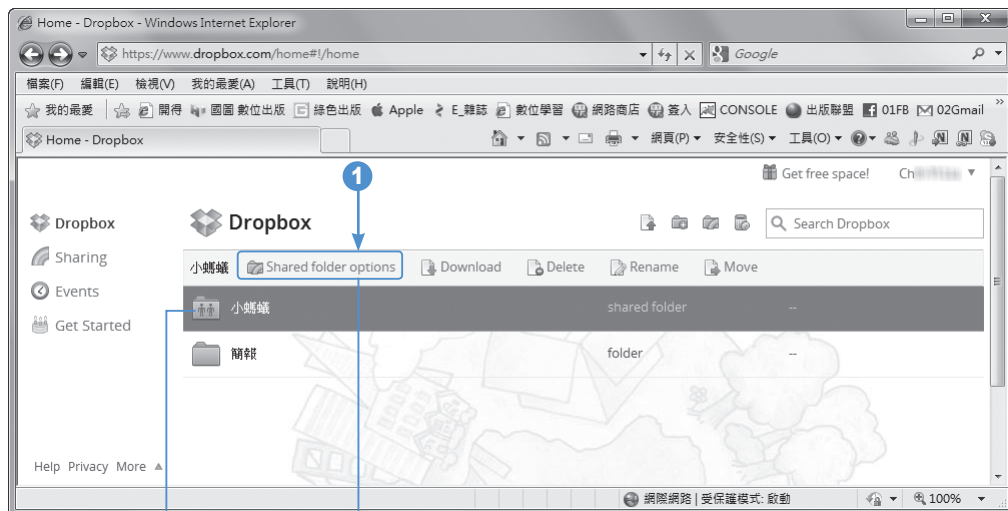 Home - Dropbox - Windows Internet Explorer
https://www.dropbox.com/home#!/home
Google
檔案(F) 編輯(E) 檢視(V) 我的最愛(A) 工具(T) 說明(H)
我的最愛 開得 國圖 數位出版 綠色出版 Apple E_雜誌 數位學習 網路商店 簽入 CONSOLE 出版聯盟 01FB 02Gmail »
Home - Dropbox
網頁(P) 安全性(S) 工具(O)
1
Get free space! Ch
Dropbox
Sharing
Events
Get Started
Dropbox
Search Dropbox
小螞蟻 Shared folder options Download Delete Rename Move
小螞蟻 shared folder --
簡報 folder --
Help Privacy More
網際網路 | 受保護模式: 啟動 100%